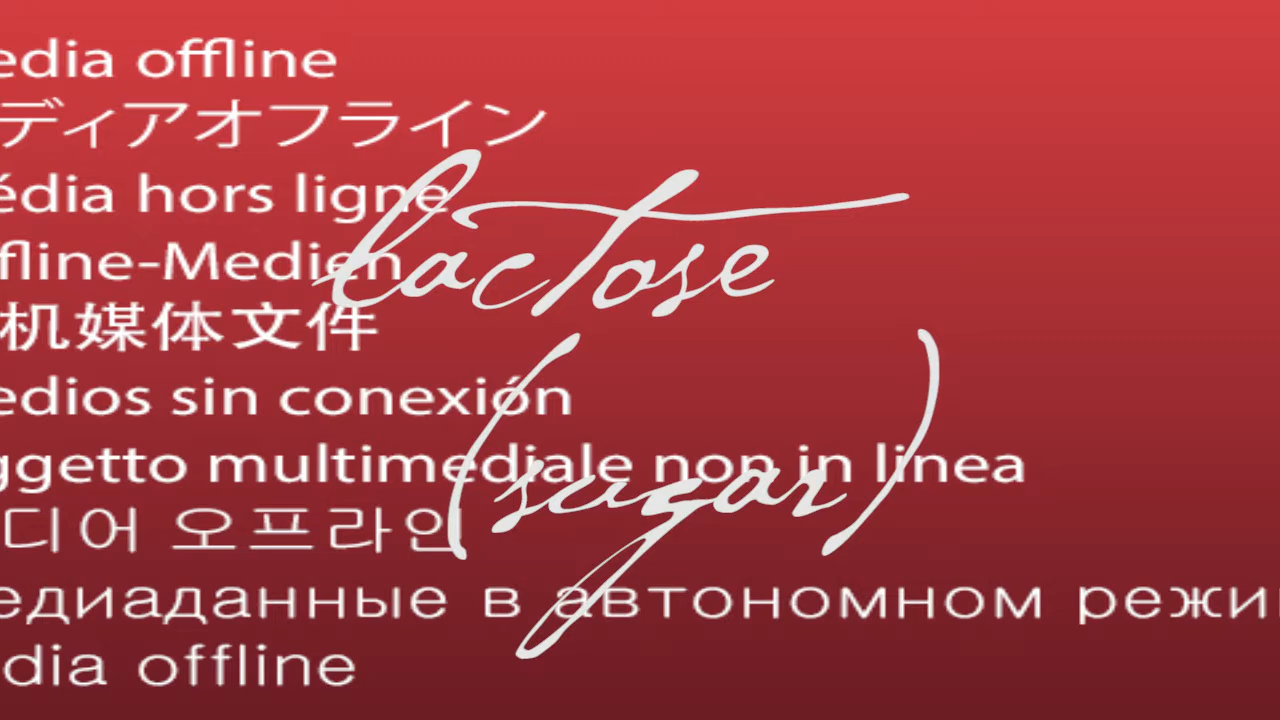 edia offline
ディアオフライン
édia hors ligne
fline-Medien
机媒体文件
edios sin conexión
ggetto multimediale non in linea
디어 오프라인
едиаданные в автономном режи
dia offline
lactose
(sugar)